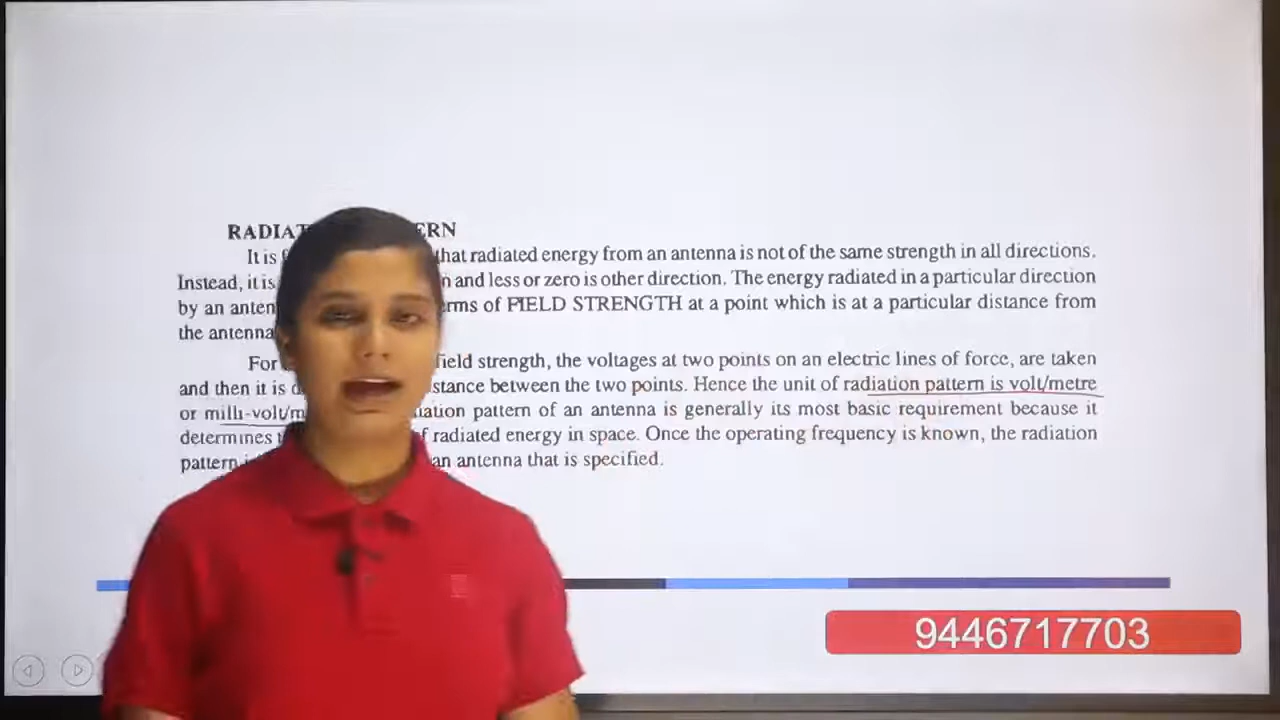 RADIAT ERN
It is that radiated energy from an antenna is not of the same strength in all directions.
Instead, it is and less or zero is other direction. The energy radiated in a particular direction
by an anten rms of FIELD STRENGTH at a point which is at a particular distance from
the antenna
For field strength, the voltages at two points on an electric lines of force, are taken
and then it is stance between the two points. Hence the unit of radiation pattern is volt/metre
or milli-volt/m iation pattern of an antenna is generally its most basic requirement because it
determines of radiated energy in space. Once the operating frequency is known, the radiation
pattern an antenna that is specified.
9446717703